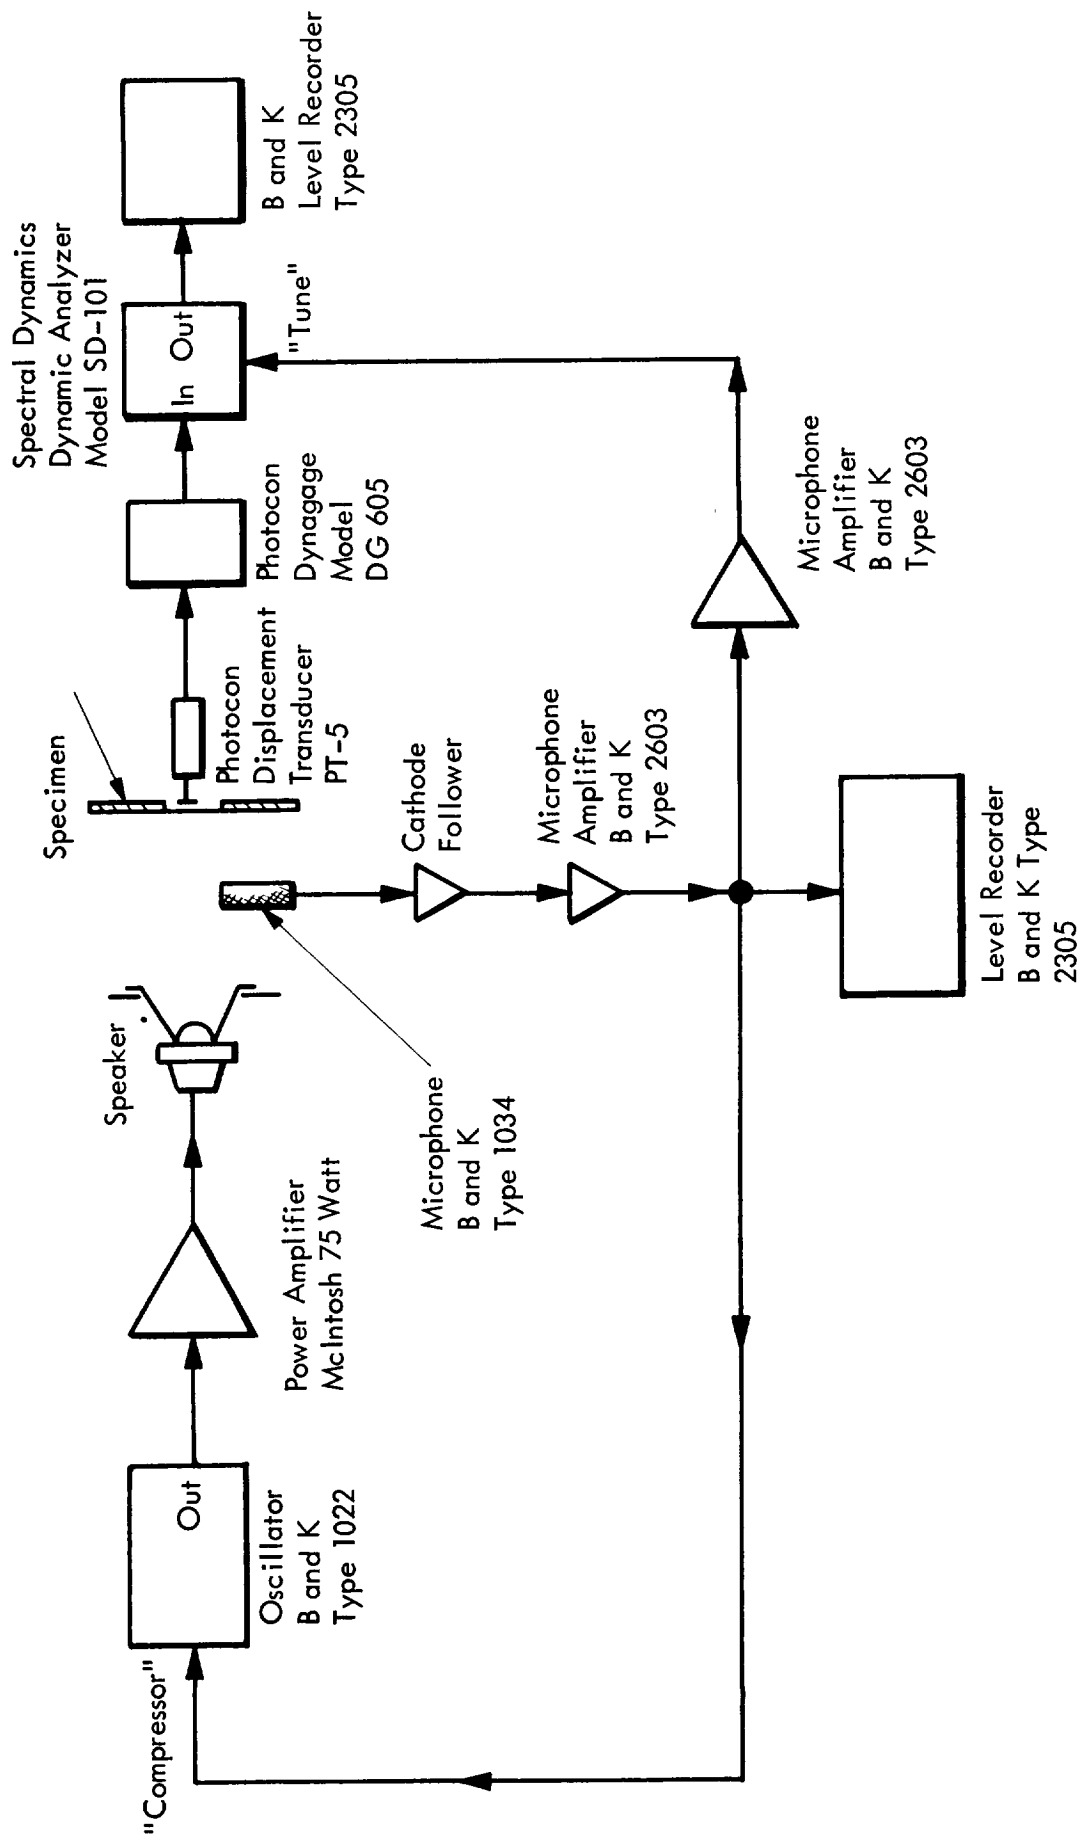 "Compressor"
Out
Oscillator
B and K
Type 1022
Power Amplifier
McIntosh 75 Watt
Speaker
Microphone
B and K
Type 1034
Specimen
Photocon
Displacement
Transducer
PT-5
Photocon
Dynagage
Model
DG 605
Spectral Dynamics
Dynamic Analyzer
Model SD-101
In Out
"Tune"
B and K
Level Recorder
Type 2305
Cathode
Follower
Microphone
Amplifier
B and K
Type 2603
Microphone
Amplifier
B and K
Type 2603
Level Recorder
B and K Type
2305